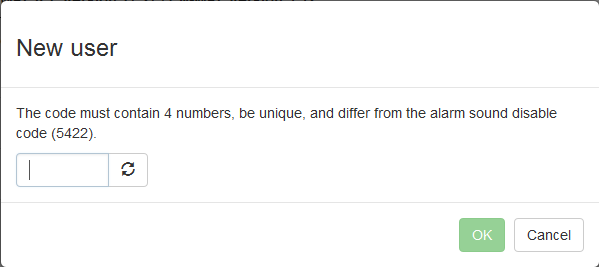 New user
The code must contain 4 numbers, be unique, and differ from the alarm sound disable
code (5422).
OK
Cancel